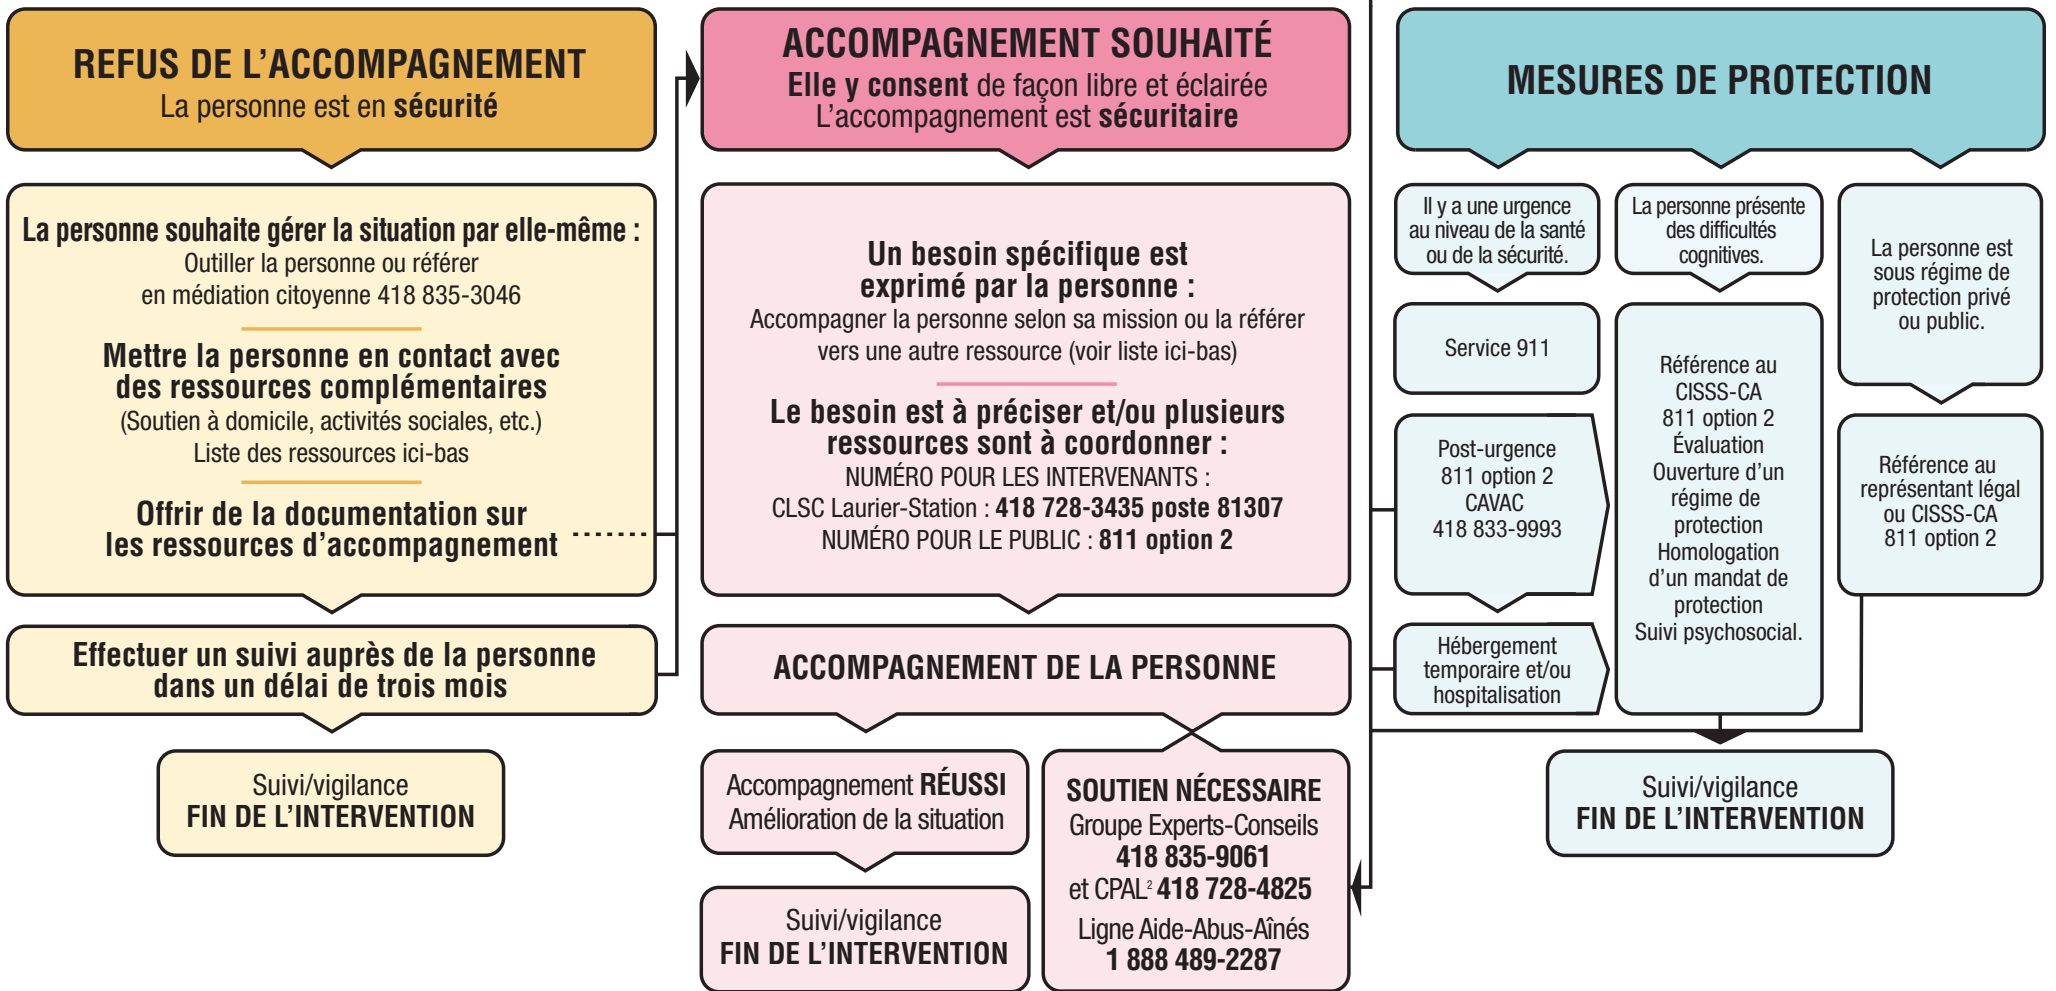 REFUS DE L'ACCOMPAGNEMENT
La personne est en sécurité
La personne souhaite gérer la situation par elle-même :
Outiller la personne ou référer
en médiation citoyenne 418 835-3046
Mettre la personne en contact avec
des ressources complémentaires
(Soutien à domicile, activités sociales, etc.)
Liste des ressources ici-bas
Offrir de la documentation sur
les ressources d'accompagnement
Effectuer un suivi auprès de la personne
dans un délai de trois mois
Suivi/vigilance
FIN DE L'INTERVENTION
ACCOMPAGNEMENT SOUHAITÉ
Elle y consent de façon libre et éclairée
L'accompagnement est sécuritaire
Un besoin spécifique est
exprimé par la personne :
Accompagner la personne selon sa mission ou la référer
vers une autre ressource (voir liste ici-bas)
Le besoin est à préciser et/ou plusieurs
ressources sont à coordonner :
NUMÉRO POUR LES INTERVENANTS :
CLSC Laurier-Station : 418 728-3435 poste 81307
NUMÉRO POUR LE PUBLIC : 811 option 2
ACCOMPAGNEMENT DE LA PERSONNE
Accompagnement RÉUSSI
Amélioration de la situation
Suivi/vigilance
FIN DE L'INTERVENTION
SOUTIEN NÉCESSAIRE
Groupe Experts-Conseils
418 835-9061
et CPAL² 418 728-4825
Ligne Aide-Abus-Aînés
1 888 489-2287
MESURES DE PROTECTION
Il y a une urgence
au niveau de la santé
ou de la sécurité.
Service 911
Post-urgence
811 option 2
CAVAC
418 833-9993
Hébergement
temporaire et/ou
hospitalisation
La personne présente
des difficultés
cognitives.
Référence au
CISSS-CA
811 option 2
Évaluation
Ouverture d'un
régime de
protection
Homologation
d'un mandat de
protection
Suivi psychosocial.
La personne est
sous régime de
protection privé
ou public.
Référence au
représentant légal
ou CISSS-CA
811 option 2
Suivi/vigilance
FIN DE L'INTERVENTION